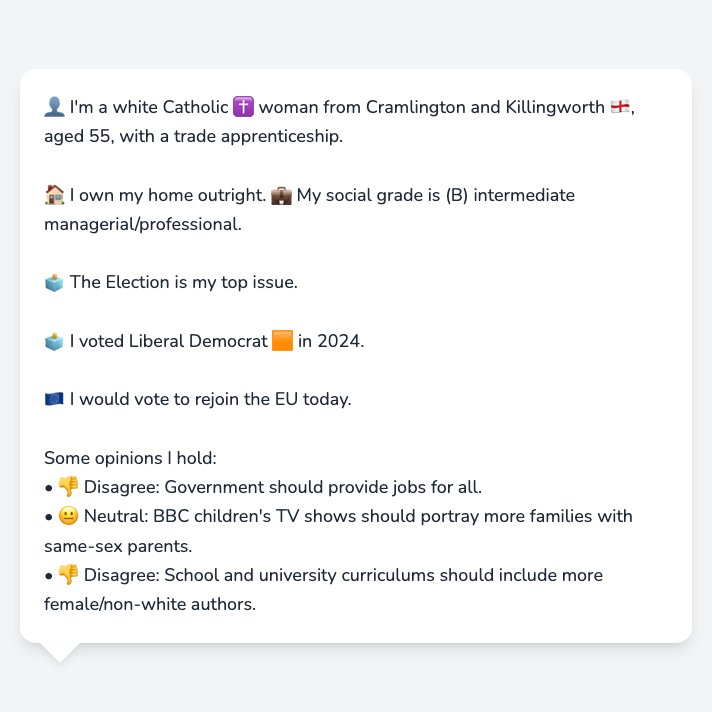 👤 I'm a white Catholic ✝️ woman from Cramlington and Killingworth 🏴󠁧󠁢󠁥󠁮󠁧󠁿,
aged 55, with a trade apprenticeship.
🏠 I own my home outright. 💼 My social grade is (B) intermediate
managerial/professional.
🗳️ The Election is my top issue.
🗳️ I voted Liberal Democrat 🟧 in 2024.
🇪🇺 I would vote to rejoin the EU today.
Some opinions I hold:
• 👎 Disagree: Government should provide jobs for all.
• 😐 Neutral: BBC children's TV shows should portray more families with
same-sex parents.
• 👎 Disagree: School and university curriculums should include more
female/non-white authors.